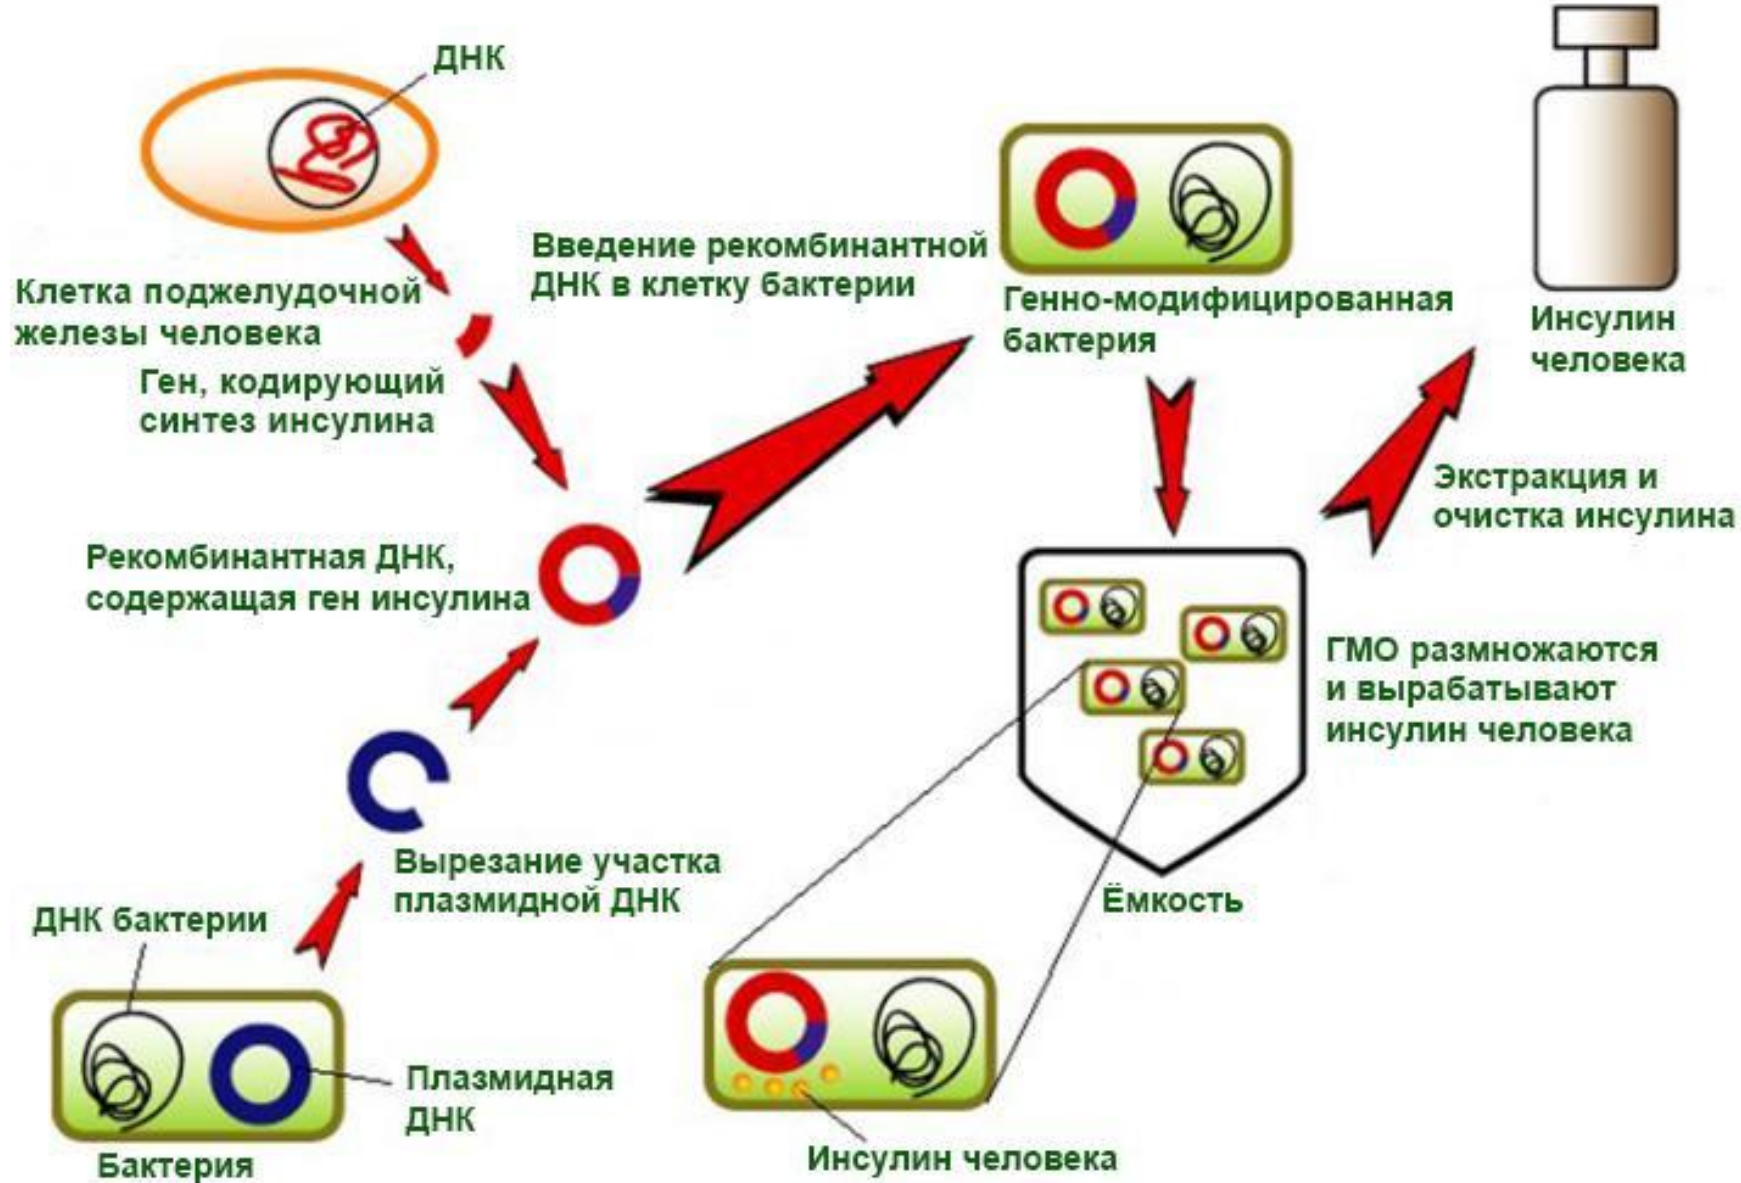 ДНК
Клетка поджелудочной
железы человека
Ген, кодирующий
синтез инсулина
Введение рекомбинантной
ДНК в клетку бактерии
Генно-модифицированная
бактерия
Инсулин
человека
Экстракция и
очистка инсулина
Рекомбинантная ДНК,
содержащая ген инсулина
ГМО размножаются
и вырабатывают
инсулин человека
Вырезание участка
плазмидной ДНК
Ёмкость
ДНК бактерии
Плазмидная
ДНК
Бактерия
Инсулин человека